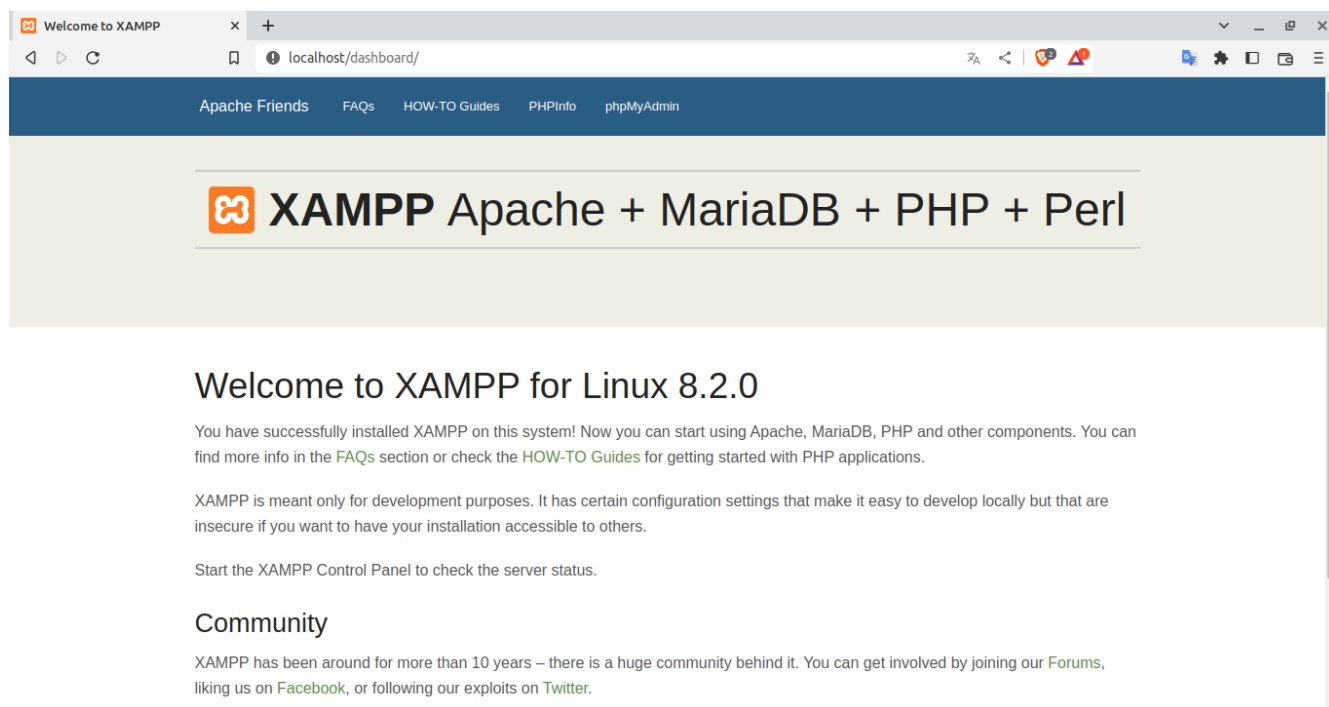 Welcome to XAMPP
localhost/dashboard/
2
1
Apache Friends FAQs HOW-TO Guides PHPInfo phpMyAdmin
XAMPP Apache + MariaDB + PHP + Perl
Welcome to XAMPP for Linux 8.2.0
You have successfully installed XAMPP on this system! Now you can start using Apache, MariaDB, PHP and other components. You can
find more info in the FAQs section or check the HOW-TO Guides for getting started with PHP applications.
XAMPP is meant only for development purposes. It has certain configuration settings that make it easy to develop locally but that are
insecure if you want to have your installation accessible to others.
Start the XAMPP Control Panel to check the server status.
Community
XAMPP has been around for more than 10 years – there is a huge community behind it. You can get involved by joining our Forums,
liking us on Facebook, or following our exploits on Twitter.